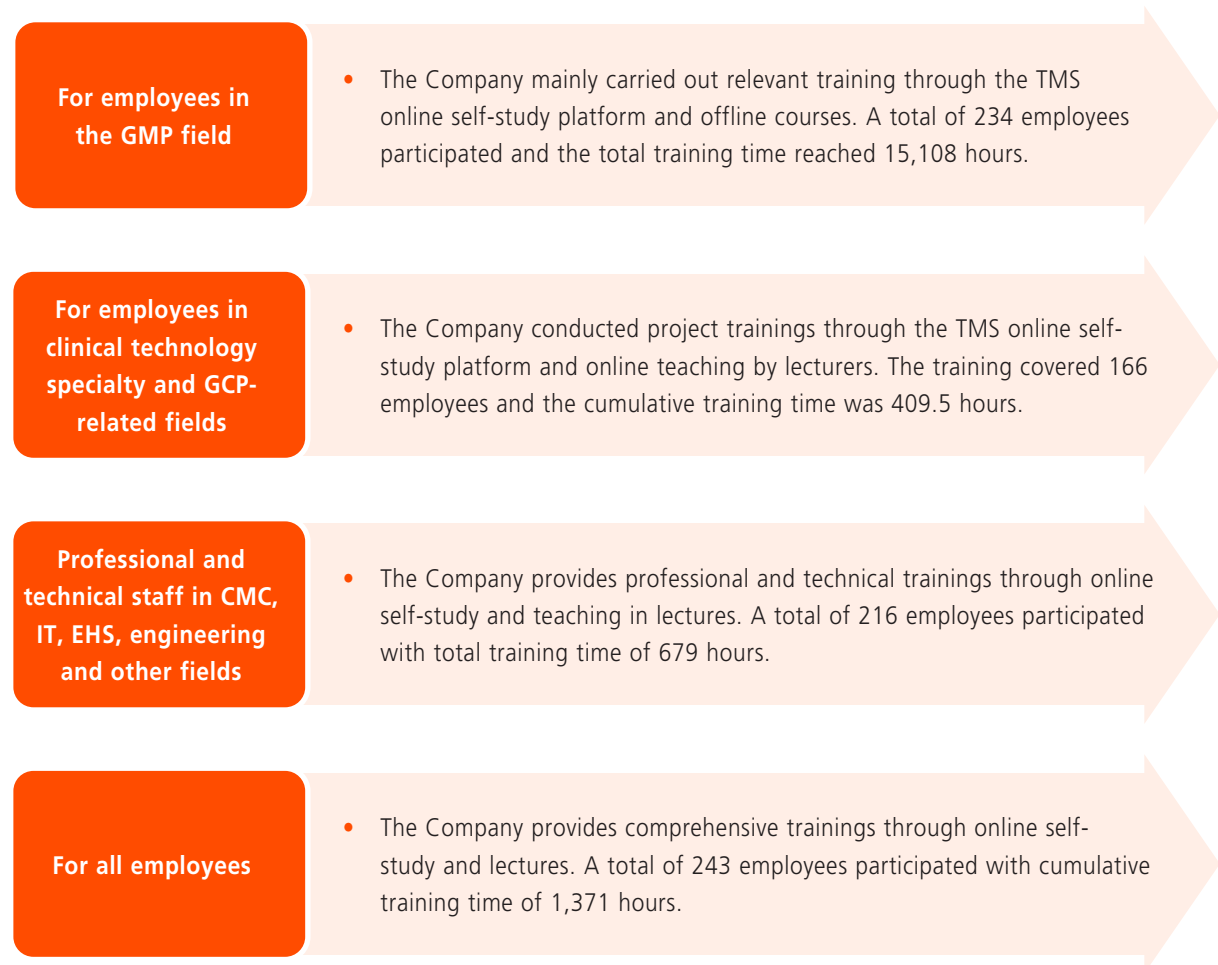 For employees in
the GMP field
• The Company mainly carried out relevant training through the TMS
online self-study platform and offline courses. A total of 234 employees
participated and the total training time reached 15,108 hours.
For employees in
clinical technology
specialty and GCP-
related fields
• The Company conducted project trainings through the TMS online self-
study platform and online teaching by lecturers. The training covered 166
employees and the cumulative training time was 409.5 hours.
Professional and
technical staff in CMC,
IT, EHS, engineering
and other fields
• The Company provides professional and technical trainings through online
self-study and teaching in lectures. A total of 216 employees participated
with total training time of 679 hours.
For all employees
• The Company provides comprehensive trainings through online self-
study and lectures. A total of 243 employees participated with cumulative
training time of 1,371 hours.